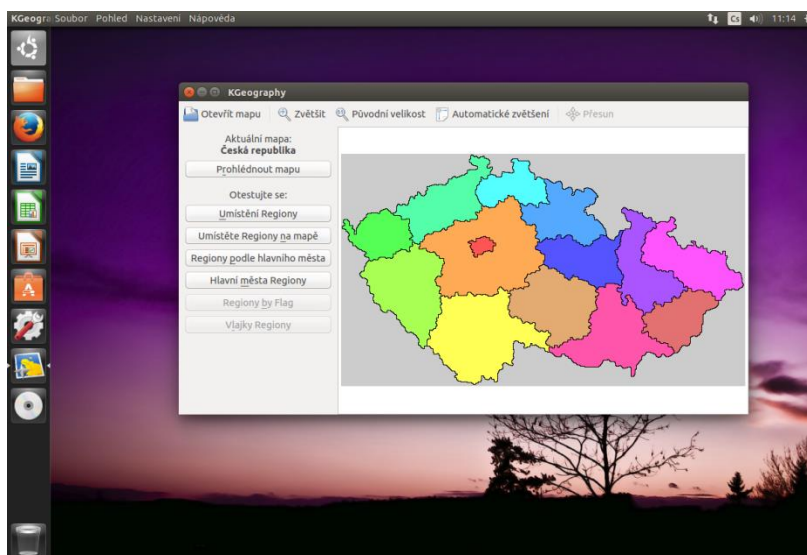 KGeogra Soubor Pohled Nastavení Nápověda
Cs 11:14
KGeography
Otevřít mapu Zvětšit Původní velikost Automatické zvětšení Přesun
Aktuální mapa:
Česká republika
Prohlédnout mapu
Otestujte se:
Umístění Regiony
Umístěte Regiony na mapě
Regiony podle hlavního města
Hlavní města Regiony
Regiony by Flag
Vlajky Regiony